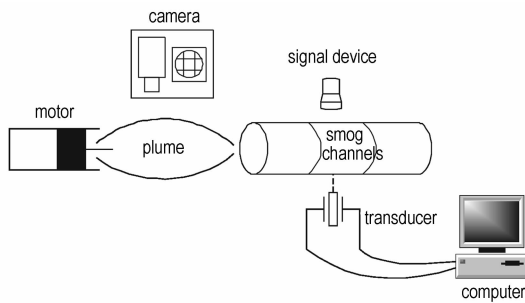 camera
signal device
motor
plume
smog
channels
transducer
computer